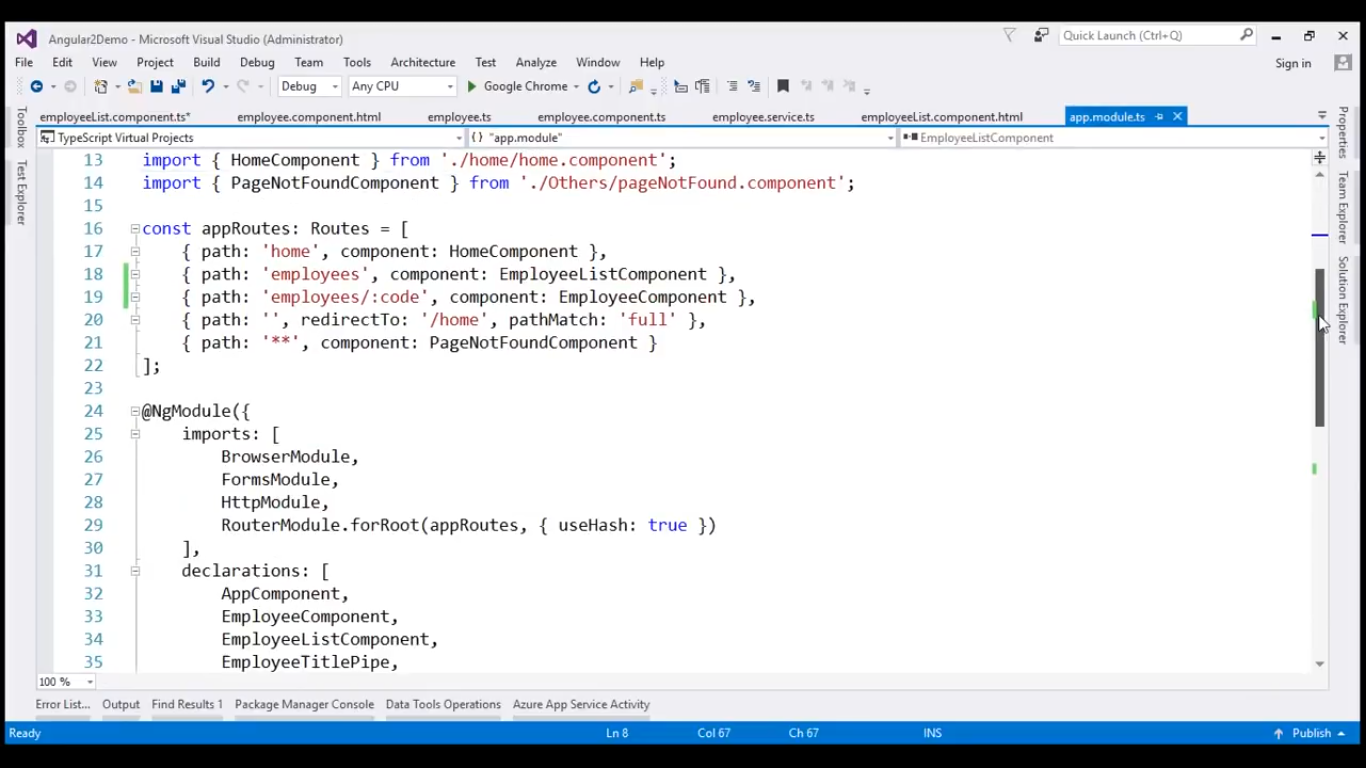 Angular2Demo - Microsoft Visual Studio (Administrator)
Quick Launch (Ctrl+Q)
File Edit View Project Build Debug Team Tools Architecture Test Analyze Window Help
Sign in
Debug Any CPU Google Chrome
employeeList.component.ts* employee.component.html employee.ts employee.component.ts employee.service.ts employeeList.component.html app.module.ts
TypeScript Virtual Projects {} "app.module" EmployeeListComponent
Toolbox
Test Explorer
Properties
Team Explorer
Solution Explorer
13 import { HomeComponent } from './home/home.component';
14 import { PageNotFoundComponent } from './Others/pageNotFound.component';
15
16 const appRoutes: Routes = [
17 { path: 'home', component: HomeComponent },
18 { path: 'employees', component: EmployeeListComponent },
19 { path: 'employees/:code', component: EmployeeComponent },
20 { path: '', redirectTo: '/home', pathMatch: 'full' },
21 { path: '**', component: PageNotFoundComponent }
22 ];
23
24 @NgModule({
25 imports: [
26 BrowserModule,
27 FormsModule,
28 HttpModule,
29 RouterModule.forRoot(appRoutes, { useHash: true })
30 ],
31 declarations: [
32 AppComponent,
33 EmployeeComponent,
34 EmployeeListComponent,
35 EmployeeTitlePipe,
100 %
Error List... Output Find Results 1 Package Manager Console Data Tools Operations Azure App Service Activity
Ready Ln 8 Col 67 Ch 67 INS Publish